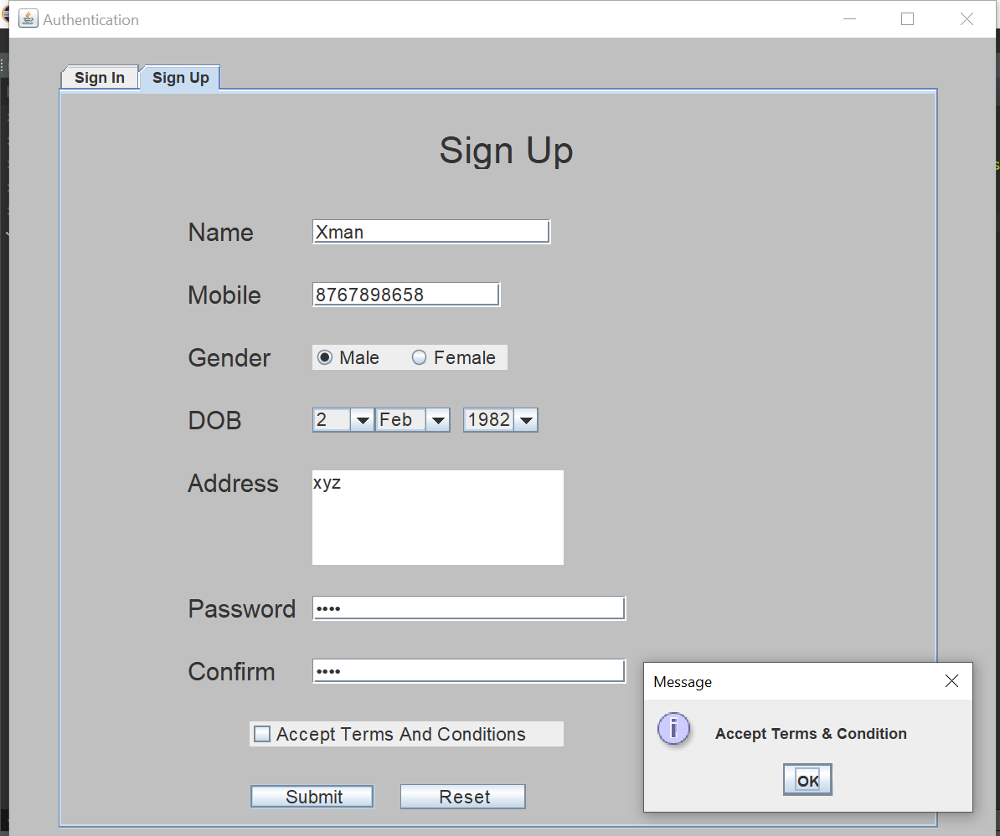 Authentication
Sign In
Sign Up
Sign Up
Name
Xman
Mobile
8767898658
Gender
Male
Female
DOB
2
Feb
1982
Address
xyz
Password
••••
Confirm
••••
Accept Terms And Conditions
Submit
Reset
Message
Accept Terms & Condition
OK